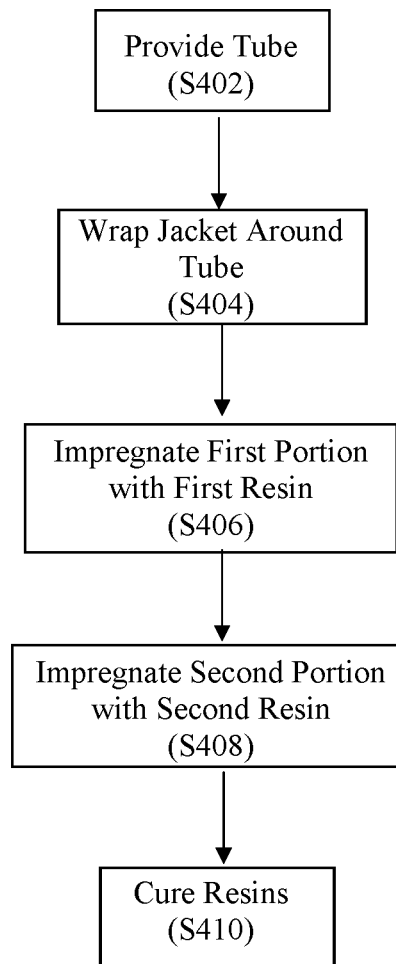 Provide Tube
(S402)
Wrap Jacket Around
Tube
(S404)
Impregnate First Portion
with First Resin
(S406)
Impregnate Second Portion
with Second Resin
(S408)
Cure Resins
(S410)